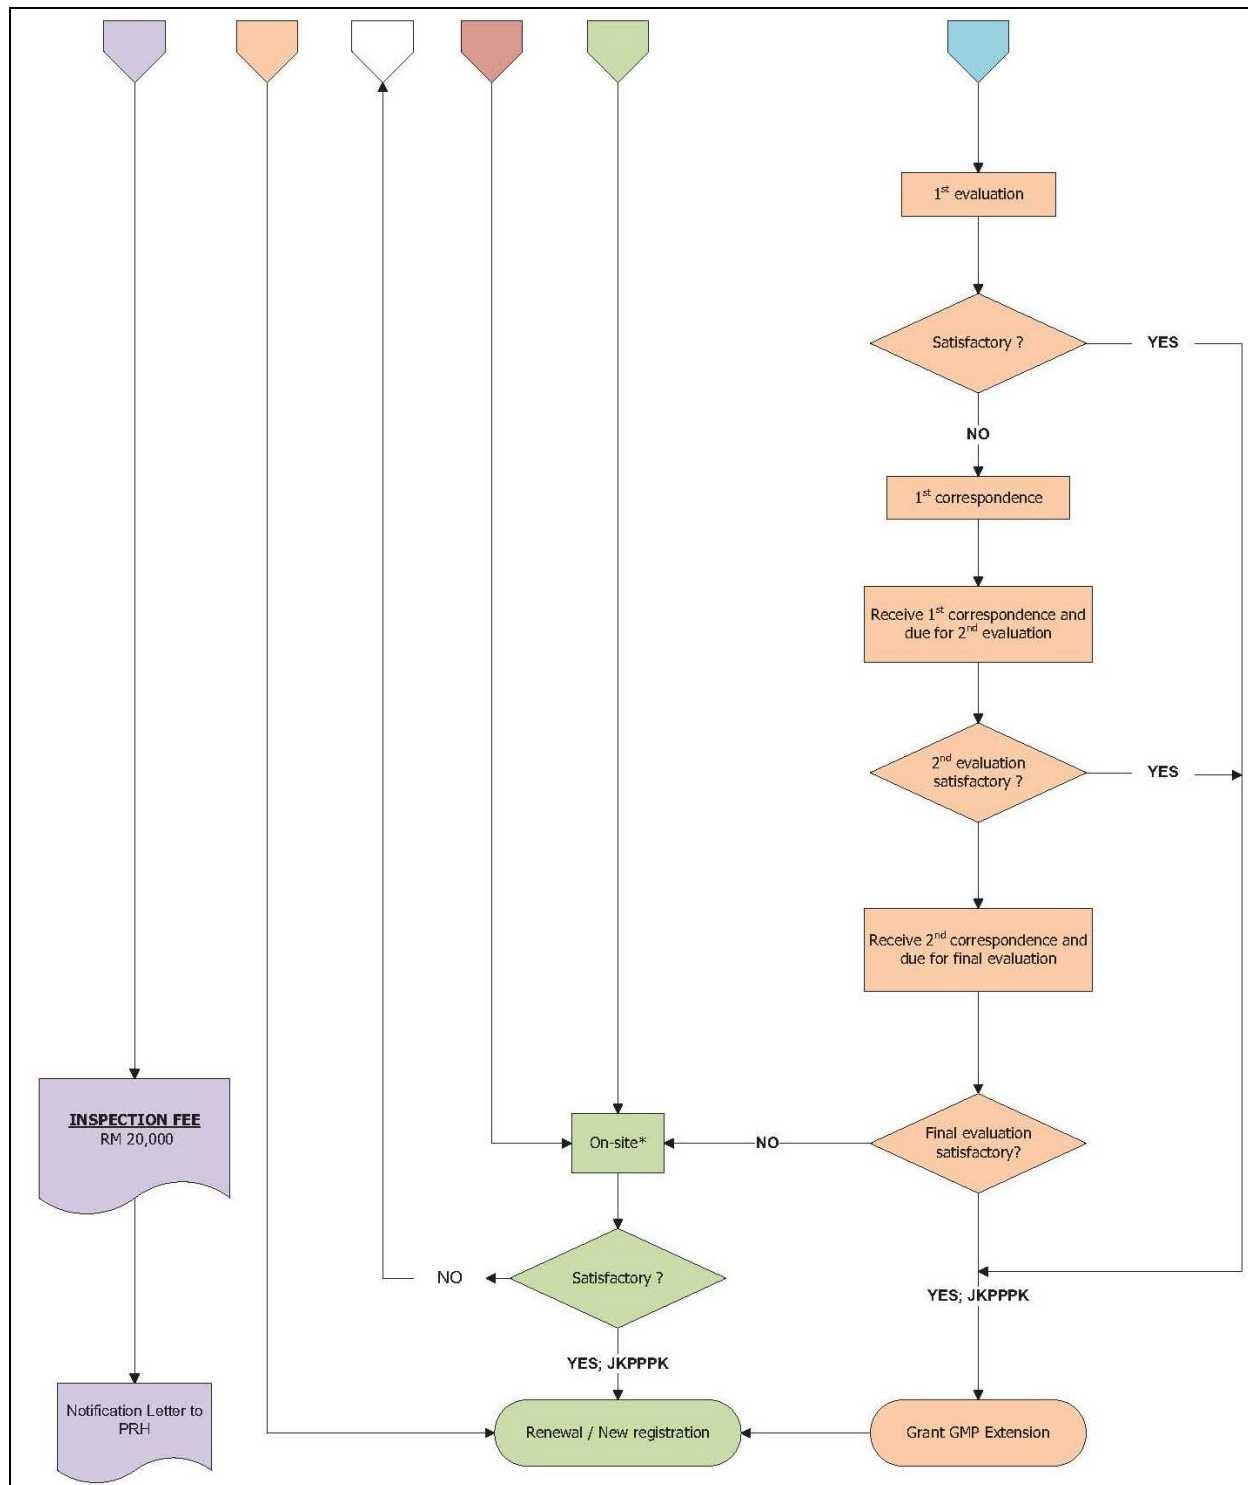 1st evaluation
Satisfactory ?
YES
NO
1st correspondence
Receive 1st correspondence and
due for 2nd evaluation
2nd evaluation
satisfactory ?
YES
Receive 2nd correspondence and
due for final evaluation
INSPECTION FEE
RM 20,000
On-site*
NO
Final evaluation
satisfactory?
NO
Satisfactory ?
YES; JKPPPK
YES; JKPPPK
Notification Letter to
PRH
Renewal / New registration
Grant GMP Extension